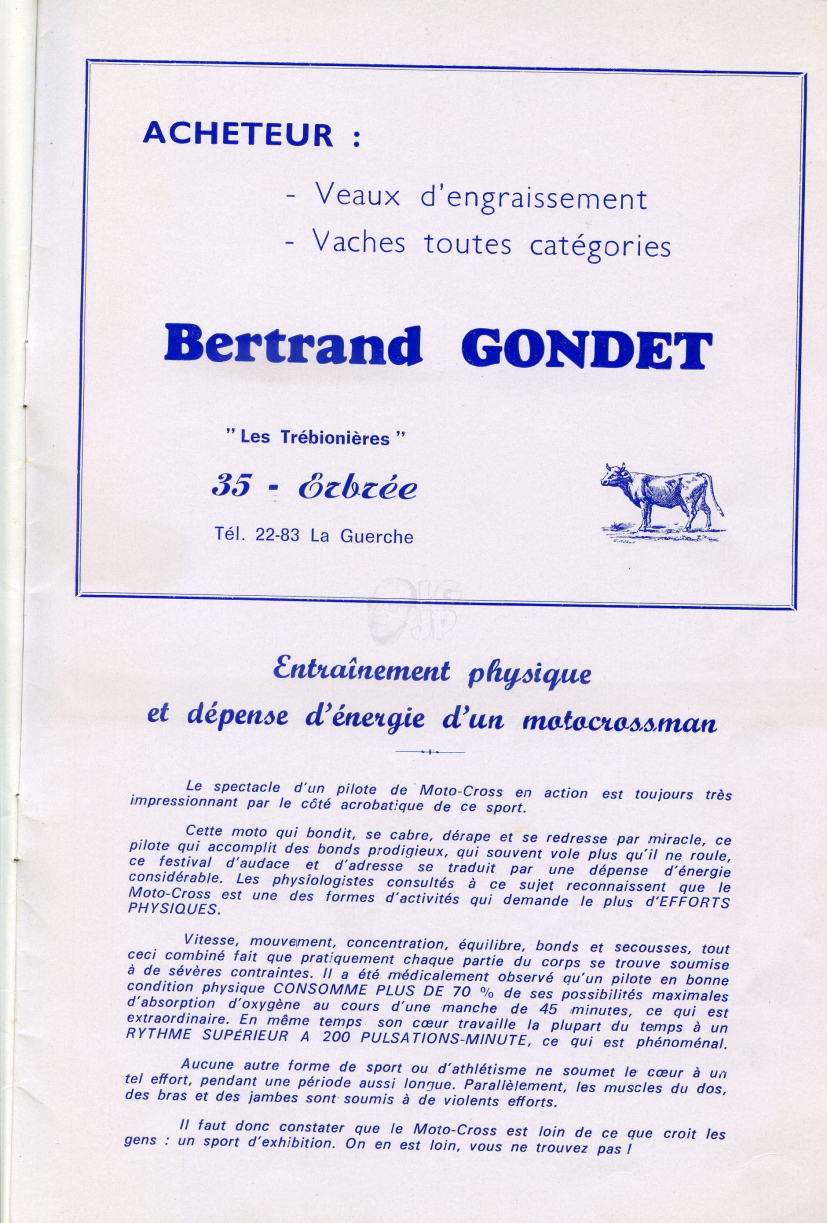 ACHETEUR :
- Veaux d'engraissement
- Vaches toutes catégories
Bertrand GONDET
" Les Trébionières "
35 - Erbrée
Tél. 22-83 La Guerche
Entraînement physique
et dépense d'énergie d'un motocrossman
Le spectacle d'un pilote de Moto-Cross en action est toujours très
impressionnant par le côté acrobatique de ce sport.
Cette moto qui bondit, se cabre, dérape et se redresse par miracle, ce
pilote qui accomplit des bonds prodigieux, qui souvent vole plus qu'il ne roule,
ce festival d'audace et d'adresse se traduit par une dépense d'énergie
considérable. Les physiologistes consultés à ce sujet reconnaissent que le
Moto-Cross est une des formes d'activités qui demande le plus d'EFFORTS
PHYSIQUES.
Vitesse, mouvement, concentration, équilibre, bonds et secousses, tout
ceci combiné fait que pratiquement chaque partie du corps se trouve soumise
à de sévères contraintes. Il a été médicalement observé qu'un pilote en bonne
condition physique CONSOMME PLUS DE 70 % de ses possibilités maximales
d'absorption d'oxygène au cours d'une manche de 45 minutes, ce qui est
extraordinaire. En même temps son cœur travaille la plupart du temps à un
RYTHME SUPÉRIEUR A 200 PULSATIONS-MINUTE, ce qui est phénoménal.
Aucune autre forme de sport ou d'athlétisme ne soumet le cœur à un
tel effort, pendant une période aussi longue. Parallèlement, les muscles du dos,
des bras et des jambes sont soumis à de violents efforts.
Il faut donc constater que le Moto-Cross est loin de ce que croit les
gens : un sport d'exhibition. On en est loin, vous ne trouvez pas !